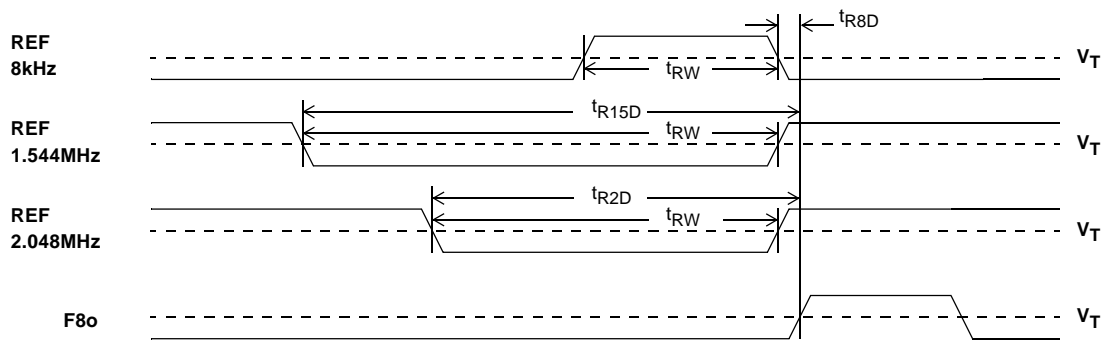 tR8D
REF
8kHz
tRW
VT
tR15D
REF
1.544MHz
tRW
VT
tR2D
REF
2.048MHz
tRW
VT
F8o
VT